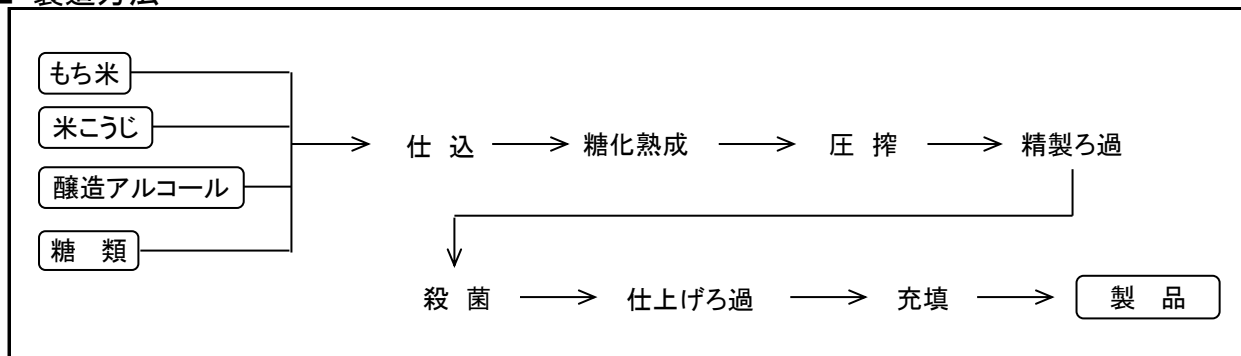 ■ 製造方法
もち米
米こうじ
醸造アルコール
糖 類
仕 込 糖化熟成 圧 搾 精製ろ過
殺 菌 仕上げろ過 充填 製 品